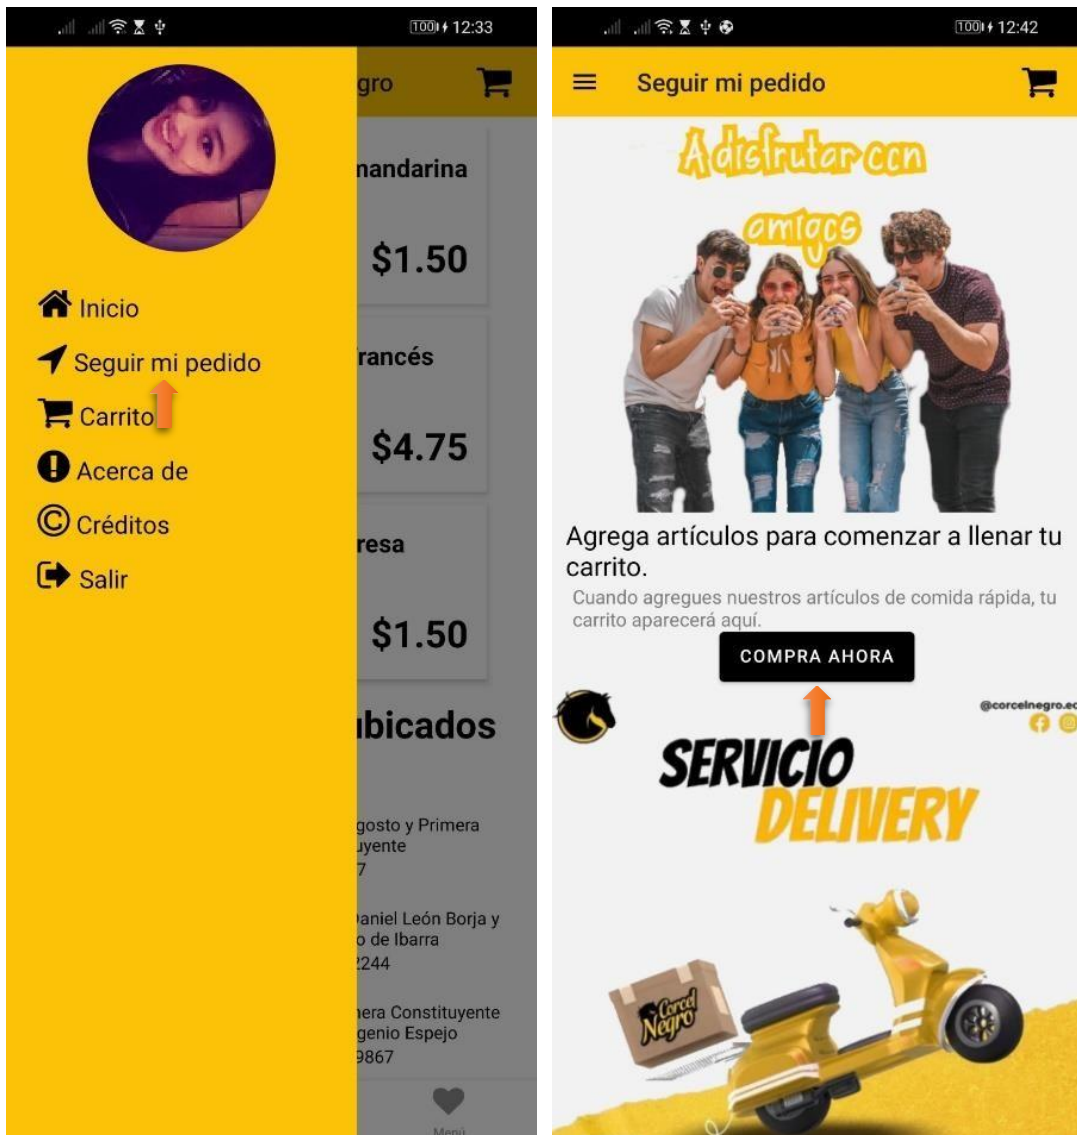 100 12:33
gro
mandarina
$1.50
Inicio
Seguir mi pedido
Carrito
Acerca de
Créditos
Salir
rancés
$4.75
resa
$1.50
ubicados
gosto y Primera
uyente
7
Daniel León Borja y
o de Ibarra
2244
nera Constituyente
genio Espejo
9867
Menú
100 12:42
Seguir mi pedido
A disfrutar con
amigos
Agrega artículos para comenzar a llenar tu
carrito.
Cuando agregues nuestros artículos de comida rápida, tu
carrito aparecerá aquí.
COMPRA AHORA
@corcelnegro.ec
SERVICIO
DELIVERY
Corcel
Negro